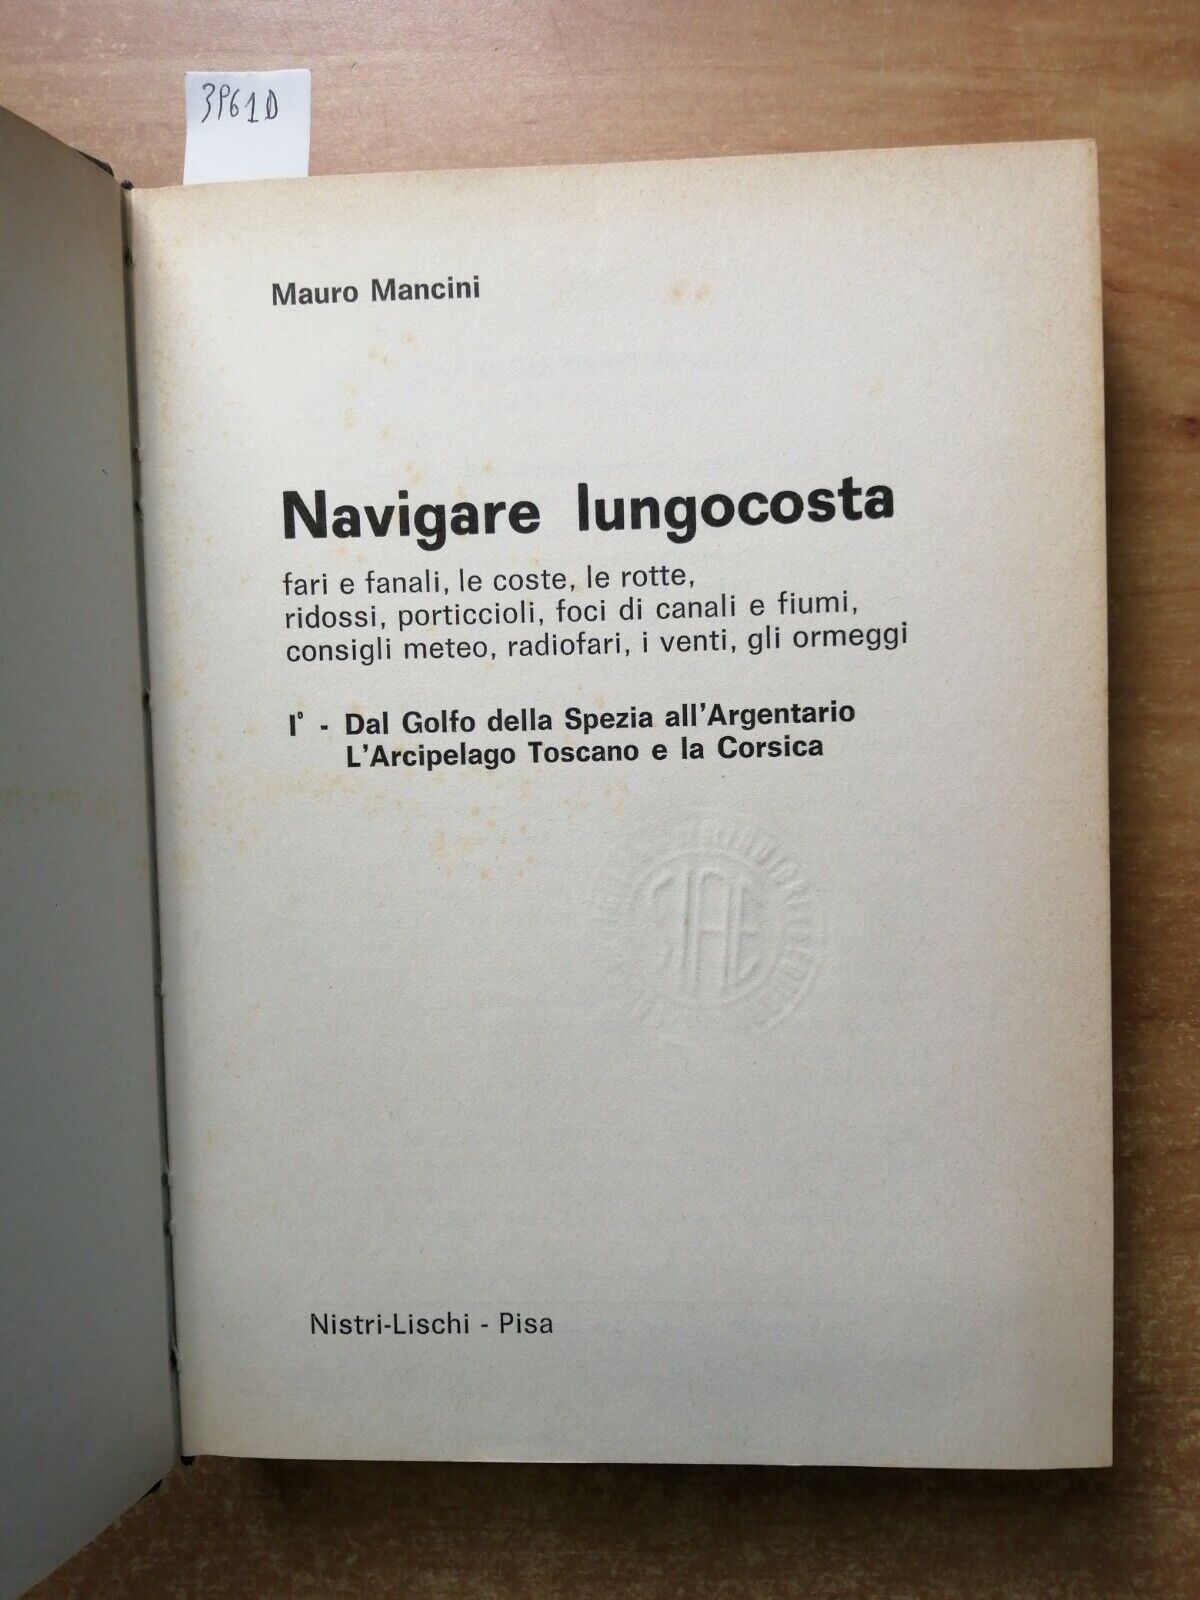 3P61D
Mauro Mancini
Navigare lungocosta
fari e fanali, le coste, le rotte,
ridossi, porticcioli, foci di canali e fiumi,
consigli meteo, radiofari, i venti, gli ormeggi
I° - Dal Golfo della Spezia all'Argentario
L'Arcipelago Toscano e la Corsica
Nistri-Lischi - Pisa